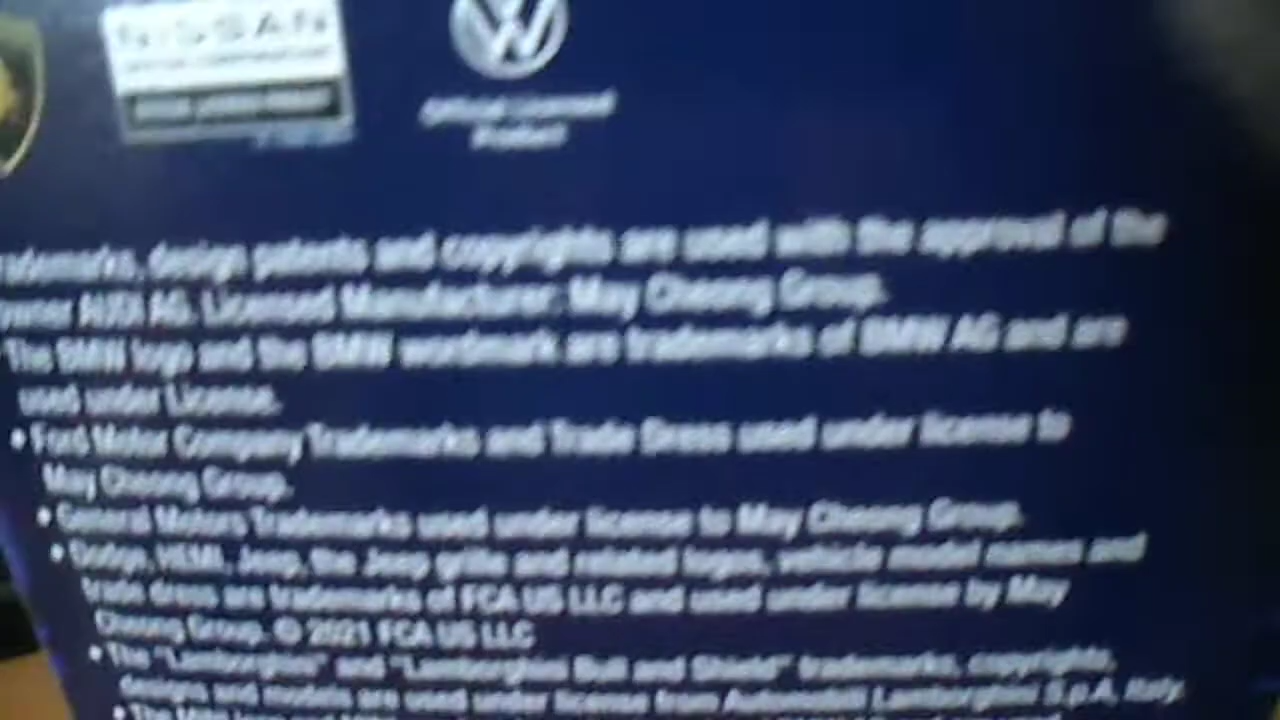 NISSAN
Official Licensed
Product
trademarks, design patents and copyrights are used with the approval of the
owner AUDI AG. Licensed Manufacturer: May Cheong Group.
The BMW logo and the BMW wordmark are trademarks of BMW AG and are
used under License.
• Ford Motor Company Trademarks and Trade Dress used under license to
May Cheong Group.
• General Motors Trademarks used under license to May Cheong Group.
• Dodge, HEMI, Jeep, the Jeep grille and related logos, vehicle model names and
trade dress are trademarks of FCA US LLC and used under license by May
Cheong Group. © 2021 FCA US LLC
• The "Lamborghini" and "Lamborghini Bull and Shield" trademarks, copyrights,
designs and models are used under license from Automobili Lamborghini S.p.A. Italy.